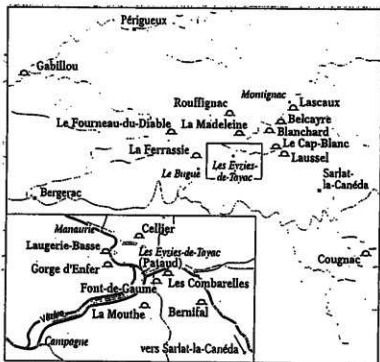 Périgueux
Gabillou
Montignac
Rouffignac
Lascaux
Le Fourneau-du-Diable
La Madeleine
Belcayre
Blanchard
La Ferrassie
Le Cap-Blanc
Les Eyzies-
de-Tayac
Laussel
Le Bugue
Sarlat-
la-Canéda
Bergerac
Manaurie
Cellier
Laugerie-Basse
Les Eyzies-de-Tayac
(Pataud)
Gorge d'Enfer
Cougnac
Font-de-Gaume
Les Combarelles
La Mouthe
Bernifal
Campagne
vers Sarlat-la-Canéda